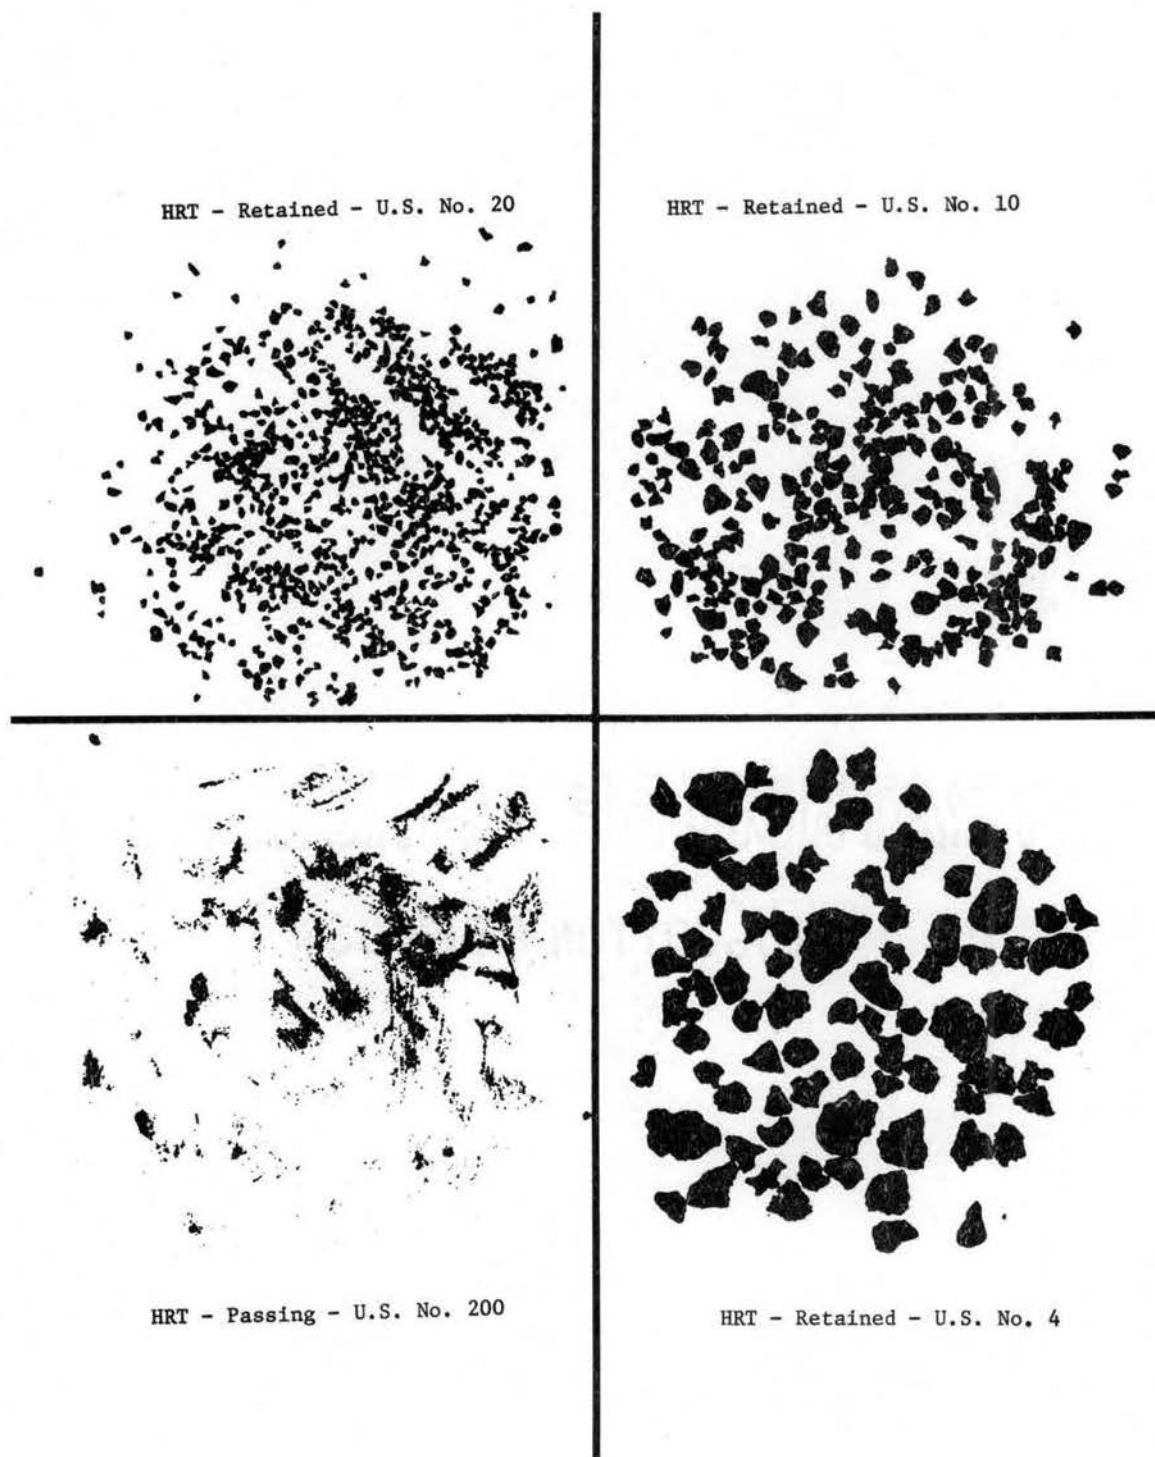 HRT - Retained - U.S. No. 20
HRT - Retained - U.S. No. 10
HRT - Passing - U.S. No. 200
HRT - Retained - U.S. No. 4